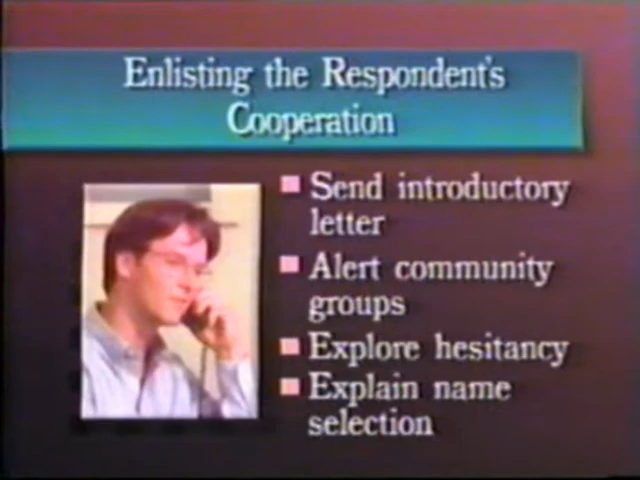 Enlisting the Respondent's
Cooperation
Send introductory
letter
Alert community
groups
Explore hesitancy
Explain name
selection